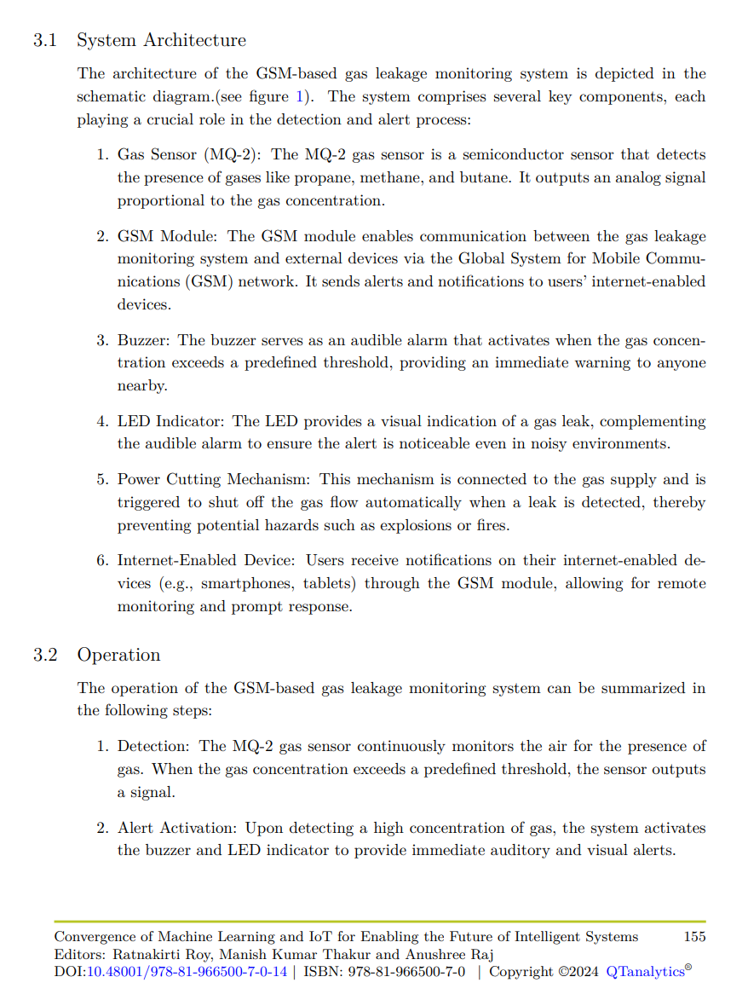 3.1 System Architecture
The architecture of the GSM-based gas leakage monitoring system is depicted in the
schematic diagram.(see figure 1). The system comprises several key components, each
playing a crucial role in the detection and alert process:
1. Gas Sensor (MQ-2): The MQ-2 gas sensor is a semiconductor sensor that detects
the presence of gases like propane, methane, and butane. It outputs an analog signal
proportional to the gas concentration.
2. GSM Module: The GSM module enables communication between the gas leakage
monitoring system and external devices via the Global System for Mobile Commu-
nications (GSM) network. It sends alerts and notifications to users' internet-enabled
devices.
3. Buzzer: The buzzer serves as an audible alarm that activates when the gas concen-
tration exceeds a predefined threshold, providing an immediate warning to anyone
nearby.
4. LED Indicator: The LED provides a visual indication of a gas leak, complementing
the audible alarm to ensure the alert is noticeable even in noisy environments.
5. Power Cutting Mechanism: This mechanism is connected to the gas supply and is
triggered to shut off the gas flow automatically when a leak is detected, thereby
preventing potential hazards such as explosions or fires.
6. Internet-Enabled Device: Users receive notifications on their internet-enabled de-
vices (e.g., smartphones, tablets) through the GSM module, allowing for remote
monitoring and prompt response.
3.2 Operation
The operation of the GSM-based gas leakage monitoring system can be summarized in
the following steps:
1. Detection: The MQ-2 gas sensor continuously monitors the air for the presence of
gas. When the gas concentration exceeds a predefined threshold, the sensor outputs
a signal.
2. Alert Activation: Upon detecting a high concentration of gas, the system activates
the buzzer and LED indicator to provide immediate auditory and visual alerts.
Convergence of Machine Learning and IoT for Enabling the Future of Intelligent Systems 155
Editors: Ratnakirti Roy, Manish Kumar Thakur and Anushree Raj
DOI:10.48001/978-81-966500-7-0-14 | ISBN: 978-81-966500-7-0 | Copyright ©2024 QTanalytics®